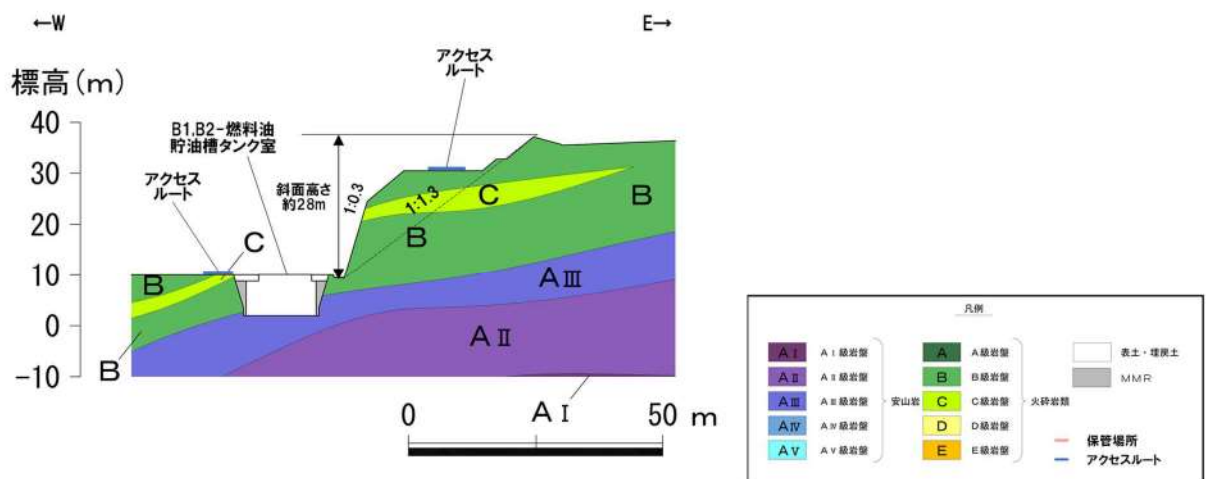 ←W
E→
標高(m)
アクセス
ルート
B1,B2-燃料油
貯油槽タンク室
アクセス
ルート
斜面高さ
約28m
1:0.3
1:1.3
40
30
20
10
0
-10
C
B
B
C
B
B
AⅢ
AⅡ
AⅠ
0
50
m
凡例
AⅠ AⅠ級岩盤
AⅡ AⅡ級岩盤
AⅢ AⅢ級岩盤
AⅣ AⅣ級岩盤
AⅤ AⅤ級岩盤
安山岩
A A級岩盤
B B級岩盤
C C級岩盤
D D級岩盤
E E級岩盤
火砕岩類
表土・埋戻土
MMR
保管場所
アクセスルート